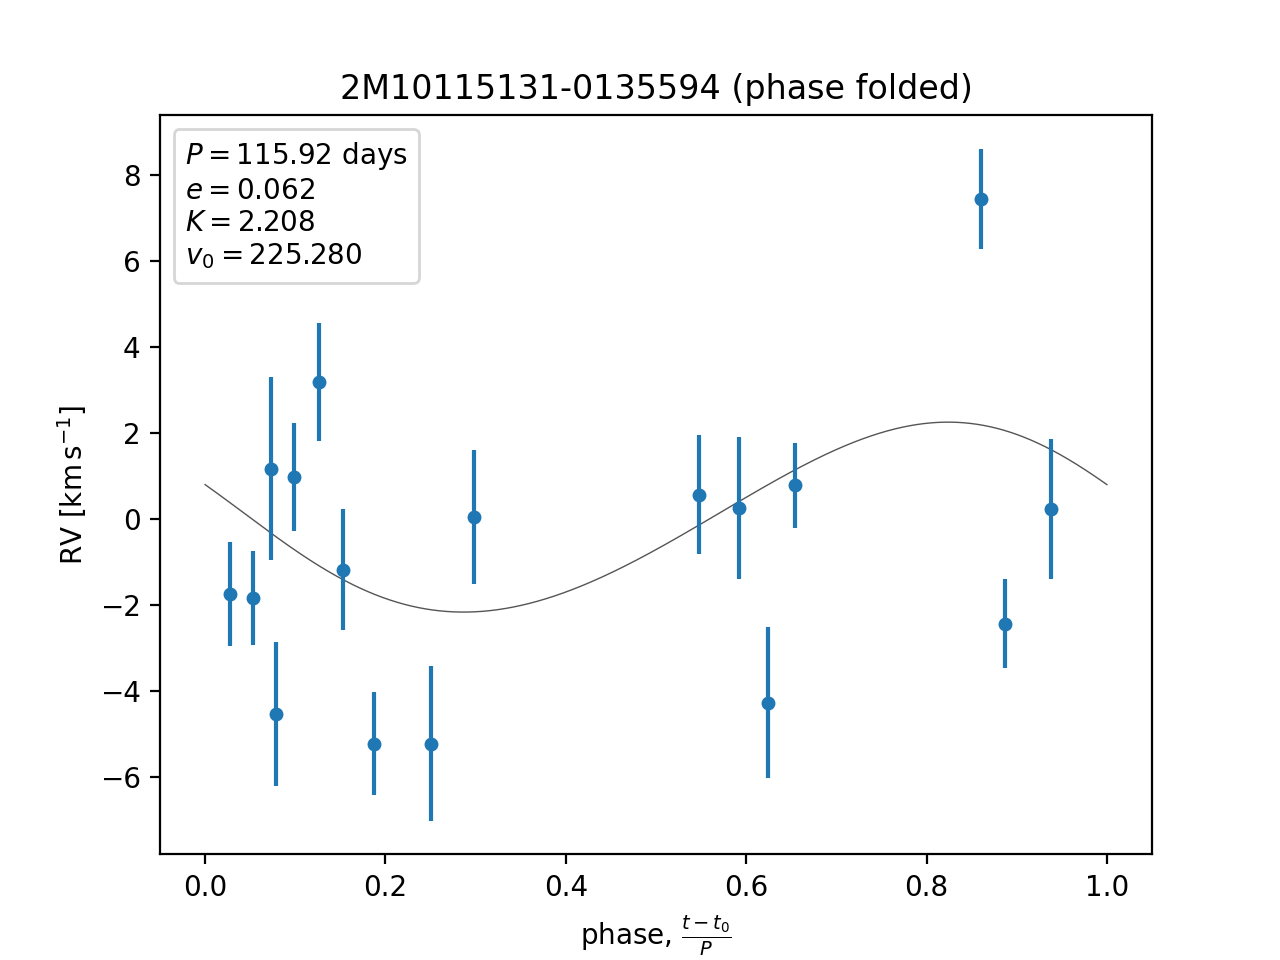 2M10115131-0135594 (phase folded)
P = 115.92 days
e = 0.062
K = 2.208
v₀ = 225.280
RV [km s⁻¹]
8
6
4
2
0
−2
−4
−6
0.0 0.2 0.4 0.6 0.8 1.0
phase, (t − t₀)/P